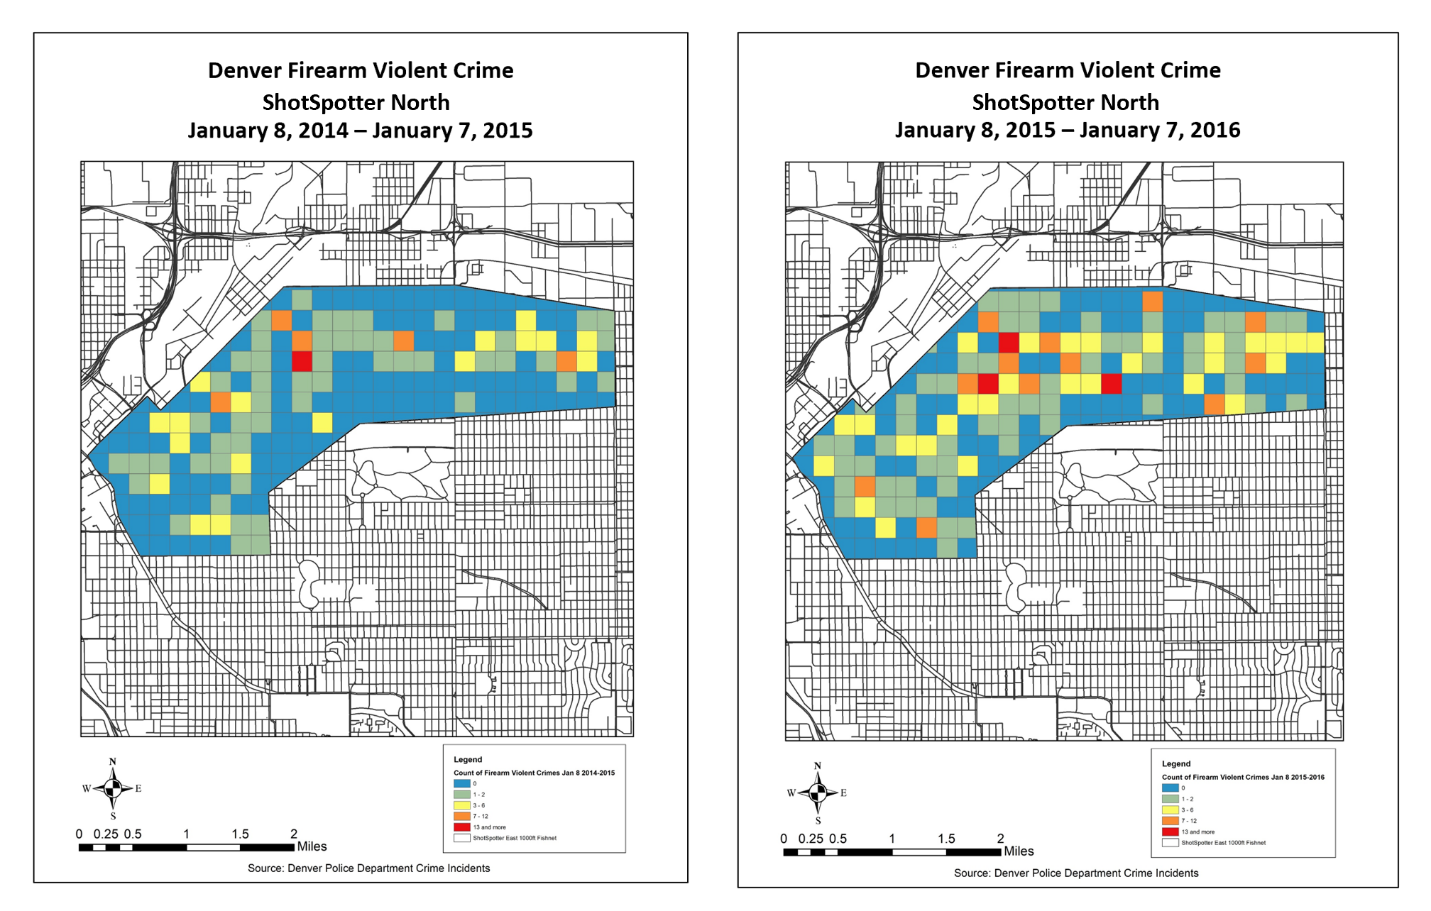 Denver Firearm Violent Crime
ShotSpotter North
January 8, 2014 – January 7, 2015
N
W E
S
0 0.25 0.5 1 1.5 2
Miles
Legend
Count of Firearm Violent Crimes Jan 8 2014-2015
0
1 - 2
3 - 6
7 - 12
13 and more
ShotSpotter East 1000ft Fishnet
Source: Denver Police Department Crime Incidents
Denver Firearm Violent Crime
ShotSpotter North
January 8, 2015 – January 7, 2016
N
W E
S
0 0.25 0.5 1 1.5 2
Miles
Legend
Count of Firearm Violent Crimes Jan 8 2015-2016
0
1 - 2
3 - 6
7 - 12
13 and more
ShotSpotter East 1000ft Fishnet
Source: Denver Police Department Crime Incidents